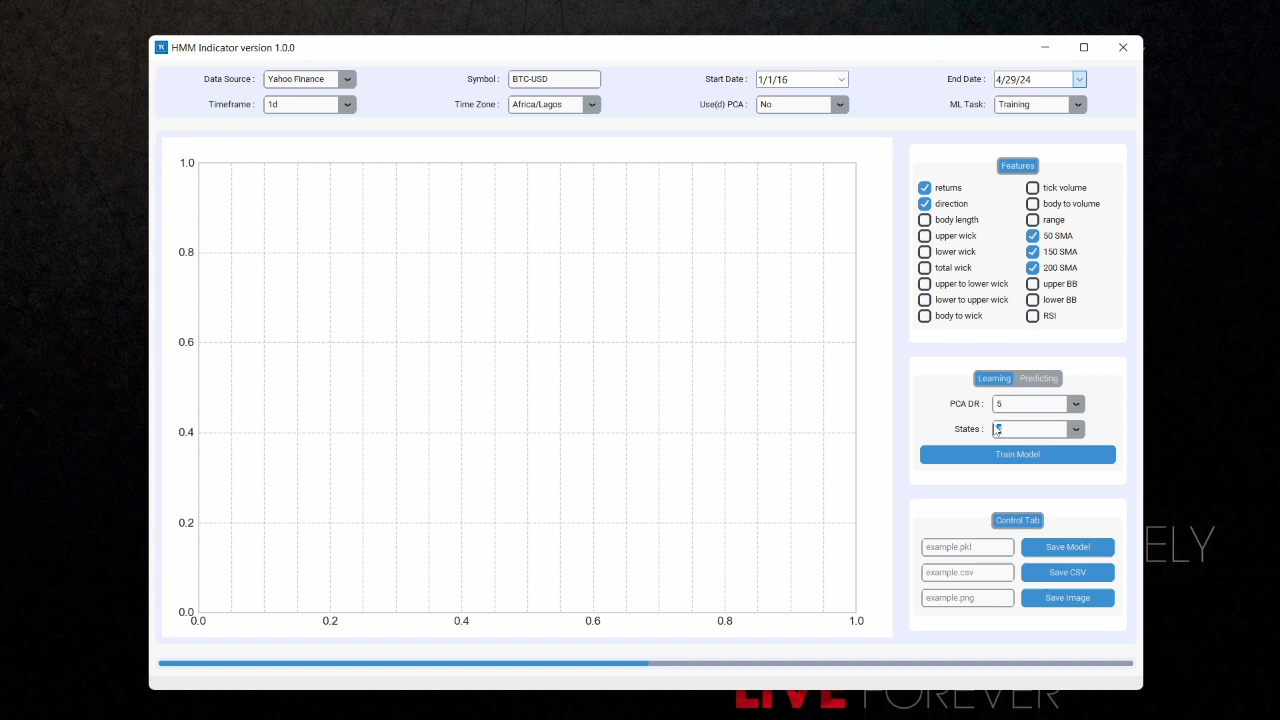 HMM Indicator version 1.0.0
Data Source : Yahoo Finance Symbol : BTC-USD Start Date : 1/1/16 End Date : 4/29/24
Timeframe : 1d Time Zone : Africa/Lagos Use(d) PCA : No ML Task: Training
1.0
0.8
0.6
0.4
0.2
0.0
0.0 0.2 0.4 0.6 0.8 1.0
Features
returns tick volume
direction body to volume
body length range
upper wick 50 SMA
lower wick 150 SMA
total wick 200 SMA
upper to lower wick upper BB
lower to upper wick lower BB
body to wick RSI
Learning Predicting
PCA DR : 5
States :
Train Model
Control Tab
example.pkl Save Model
example.csv Save CSV
example.png Save Image
ELY
LIVE FOREVER